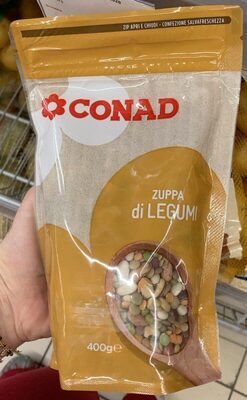 ZIP APRI E CHIUDI - CONFEZIONE SALVAFRESCHEZZA
CONAD
ZUPPA
di LEGUMI
400g℮